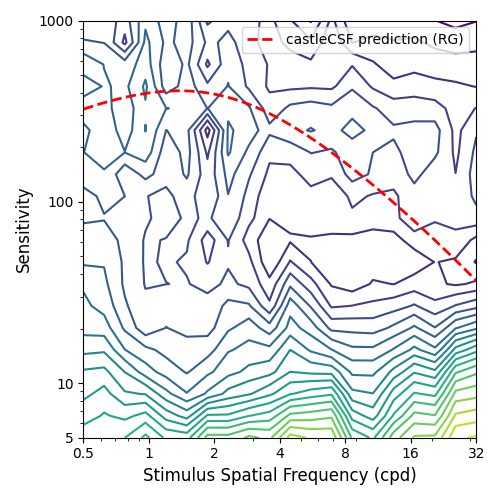 1000
castleCSF prediction (RG)
Sensitivity
100
10
5
0.5 1 2 4 8 16 32
Stimulus Spatial Frequency (cpd)